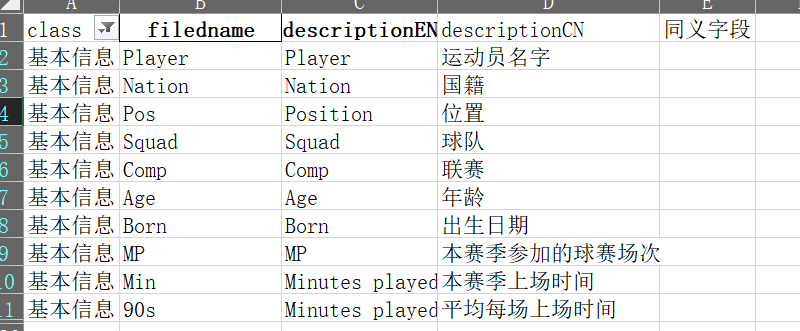 A B C D E
1 class filedname descriptionEN descriptionCN 同义字段
2 基本信息 Player Player 运动员名字
3 基本信息 Nation Nation 国籍
4 基本信息 Pos Position 位置
5 基本信息 Squad Squad 球队
6 基本信息 Comp Comp 联赛
7 基本信息 Age Age 年龄
8 基本信息 Born Born 出生日期
9 基本信息 MP MP 本赛季参加的球赛场次
10 基本信息 Min Minutes played 本赛季上场时间
11 基本信息 90s Minutes played 平均每场上场时间